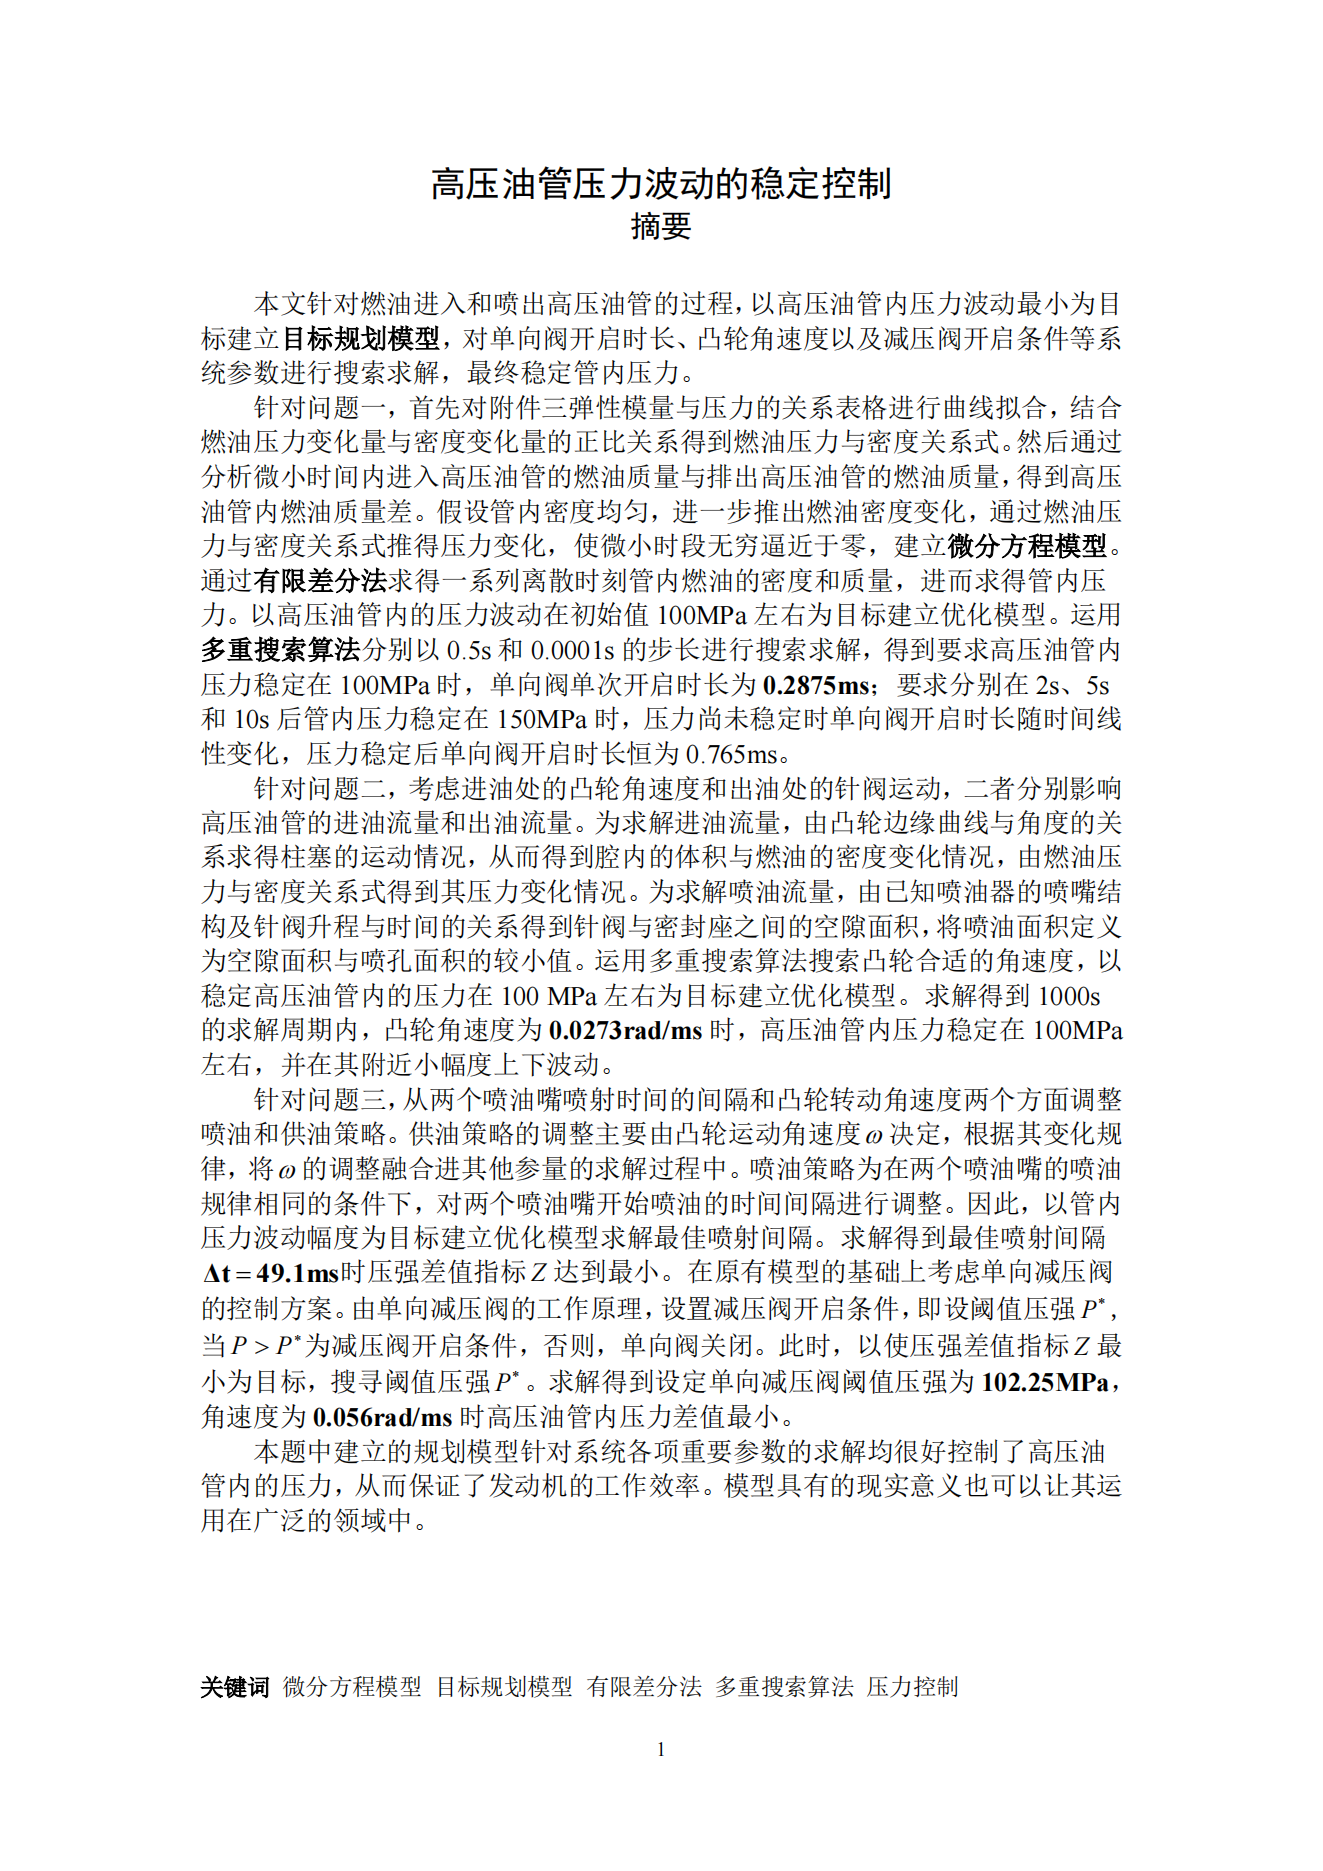 高压油管压力波动的稳定控制
摘要
本文针对燃油进入和喷出高压油管的过程，以高压油管内压力波动最小为目
标建立目标规划模型，对单向阀开启时长、凸轮角速度以及减压阀开启条件等系
统参数进行搜索求解，最终稳定管内压力。
针对问题一，首先对附件三弹性模量与压力的关系表格进行曲线拟合，结合
燃油压力变化量与密度变化量的正比关系得到燃油压力与密度关系式。然后通过
分析微小时间内进入高压油管的燃油质量与排出高压油管的燃油质量，得到高压
油管内燃油质量差。假设管内密度均匀，进一步推出燃油密度变化，通过燃油压
力与密度关系式推得压力变化，使微小时段无穷逼近于零，建立微分方程模型。
通过有限差分法求得一系列离散时刻管内燃油的密度和质量，进而求得管内压
力。以高压油管内的压力波动在初始值 100MPa 左右为目标建立优化模型。运用
多重搜索算法分别以 0.5s 和 0.0001s 的步长进行搜索求解，得到要求高压油管内
压力稳定在 100MPa 时，单向阀单次开启时长为 0.2875ms；要求分别在 2s、5s
和 10s 后管内压力稳定在 150MPa 时，压力尚未稳定时单向阀开启时长随时间线
性变化，压力稳定后单向阀开启时长恒为 0.765ms。
针对问题二，考虑进油处的凸轮角速度和出油处的针阀运动，二者分别影响
高压油管的进油流量和出油流量。为求解进油流量，由凸轮边缘曲线与角度的关
系求得柱塞的运动情况，从而得到腔内的体积与燃油的密度变化情况，由燃油压
力与密度关系式得到其压力变化情况。为求解喷油流量，由已知喷油器的喷嘴结
构及针阀升程与时间的关系得到针阀与密封座之间的空隙面积，将喷油面积定义
为空隙面积与喷孔面积的较小值。运用多重搜索算法搜索凸轮合适的角速度，以
稳定高压油管内的压力在 100 MPa 左右为目标建立优化模型。求解得到 1000s
的求解周期内，凸轮角速度为 0.0273rad/ms 时，高压油管内压力稳定在 100MPa
左右，并在其附近小幅度上下波动。
针对问题三，从两个喷油嘴喷射时间的间隔和凸轮转动角速度两个方面调整
喷油和供油策略。供油策略的调整主要由凸轮运动角速度 ω 决定，根据其变化规
律，将 ω 的调整融合进其他参量的求解过程中。喷油策略为在两个喷油嘴的喷油
规律相同的条件下，对两个喷油嘴开始喷油的时间间隔进行调整。因此，以管内
压力波动幅度为目标建立优化模型求解最佳喷射间隔。求解得到最佳喷射间隔
Δt = 49.1ms时压强差值指标 Z 达到最小。在原有模型的基础上考虑单向减压阀
的控制方案。由单向减压阀的工作原理，设置减压阀开启条件，即设阈值压强 P*，
当 P > P* 为减压阀开启条件，否则，单向阀关闭。此时，以使压强差值指标 Z 最
小为目标，搜寻阈值压强 P* 。求解得到设定单向减压阀阈值压强为 102.25MPa，
角速度为 0.056rad/ms 时高压油管内压力差值最小。
本题中建立的规划模型针对系统各项重要参数的求解均很好控制了高压油
管内的压力，从而保证了发动机的工作效率。模型具有的现实意义也可以让其运
用在广泛的领域中。
关键词 微分方程模型 目标规划模型 有限差分法 多重搜索算法 压力控制
1